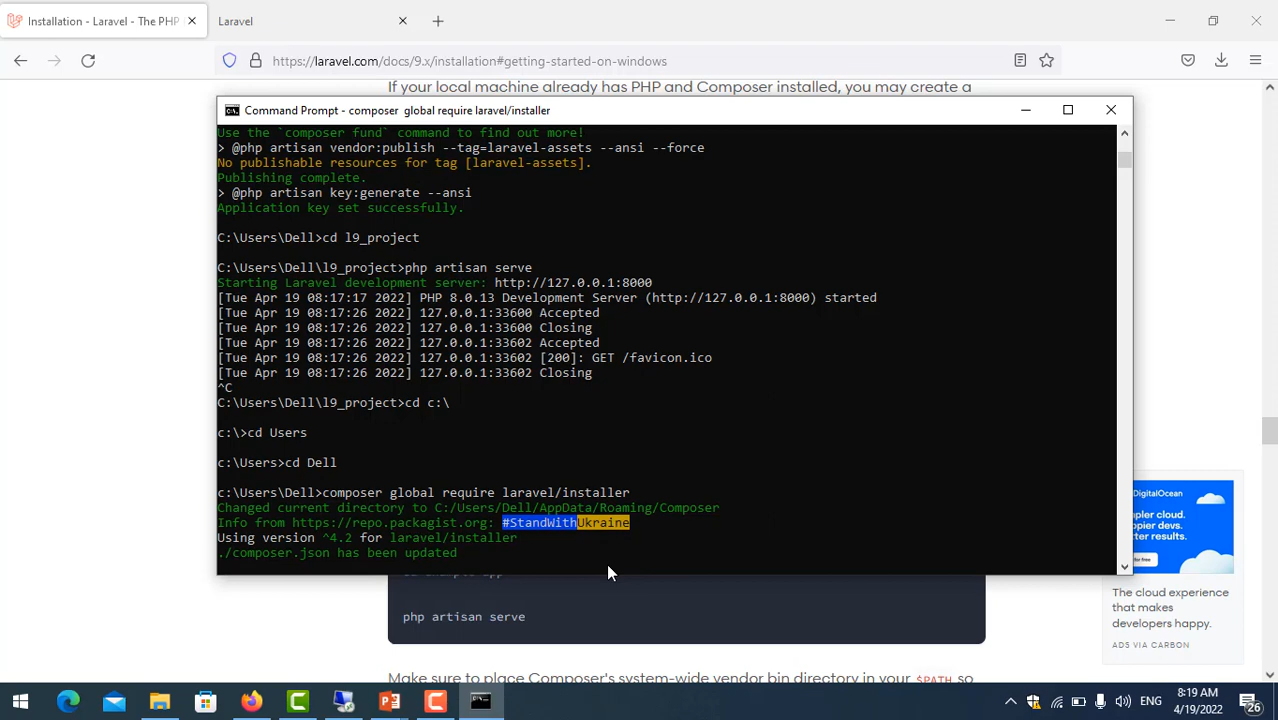 Installation - Laravel - The PHP
Laravel
https://laravel.com/docs/9.x/installation#getting-started-on-windows
If your local machine already has PHP and Composer installed, you may create a
Command Prompt - composer global require laravel/installer
Use the `composer fund` command to find out more!
> @php artisan vendor:publish --tag=laravel-assets --ansi --force
No publishable resources for tag [laravel-assets].
Publishing complete.
> @php artisan key:generate --ansi
Application key set successfully.
C:\Users\Dell>cd l9_project
C:\Users\Dell\l9_project>php artisan serve
Starting Laravel development server: http://127.0.0.1:8000
[Tue Apr 19 08:17:17 2022] PHP 8.0.13 Development Server (http://127.0.0.1:8000) started
[Tue Apr 19 08:17:26 2022] 127.0.0.1:33600 Accepted
[Tue Apr 19 08:17:26 2022] 127.0.0.1:33600 Closing
[Tue Apr 19 08:17:26 2022] 127.0.0.1:33602 Accepted
[Tue Apr 19 08:17:26 2022] 127.0.0.1:33602 [200]: GET /favicon.ico
[Tue Apr 19 08:17:26 2022] 127.0.0.1:33602 Closing
^C
C:\Users\Dell\l9_project>cd c:\
c:\>cd Users
c:\Users>cd Dell
c:\Users\Dell>composer global require laravel/installer
Changed current directory to C:/Users/Dell/AppData/Roaming/Composer
Info from https://repo.packagist.org: #StandWithUkraine
Using version ^4.2 for laravel/installer
./composer.json has been updated
php artisan serve
Make sure to place Composer's system-wide vendor bin directory in your $PATH so
DigitalOcean
upler cloud.
ppier devs.
tter results.
for free
The cloud experience
that makes
developers happy.
ADS VIA CARBON
ENG
8:19 AM
4/19/2022
26